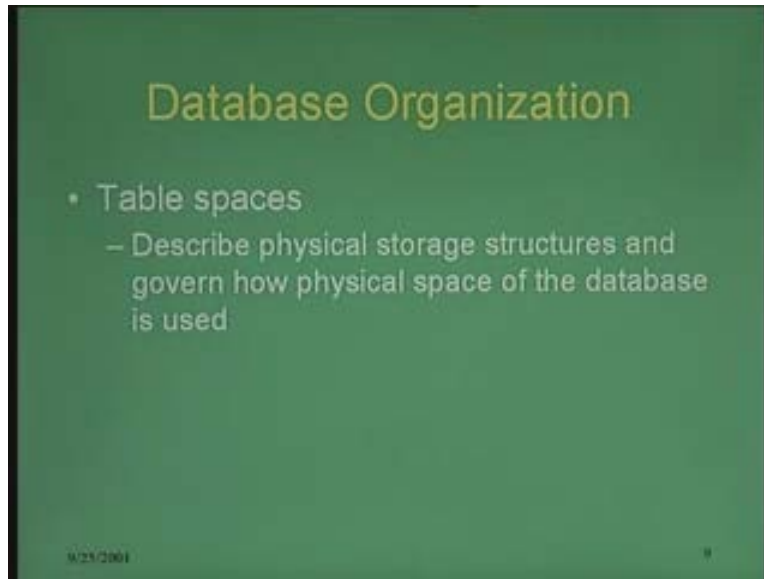 Database Organization
• Table spaces
– Describe physical storage structures and
govern how physical space of the database
is used
9/25/2001